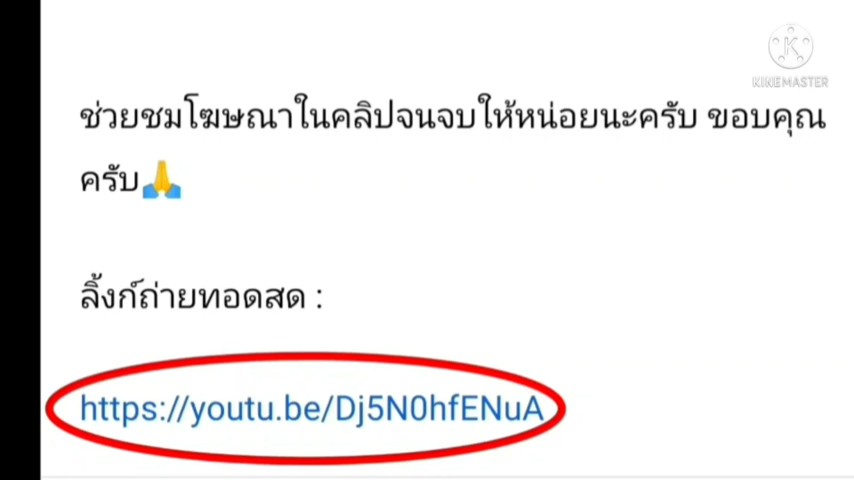 KINEMASTER
ช่วยชมโฆษณาในคลิปจนจบให้หน่อยนะครับ ขอบคุณ
ครับ🙏
ลิ้งก์ถ่ายทอดสด :
https://youtu.be/Dj5N0hfENuA